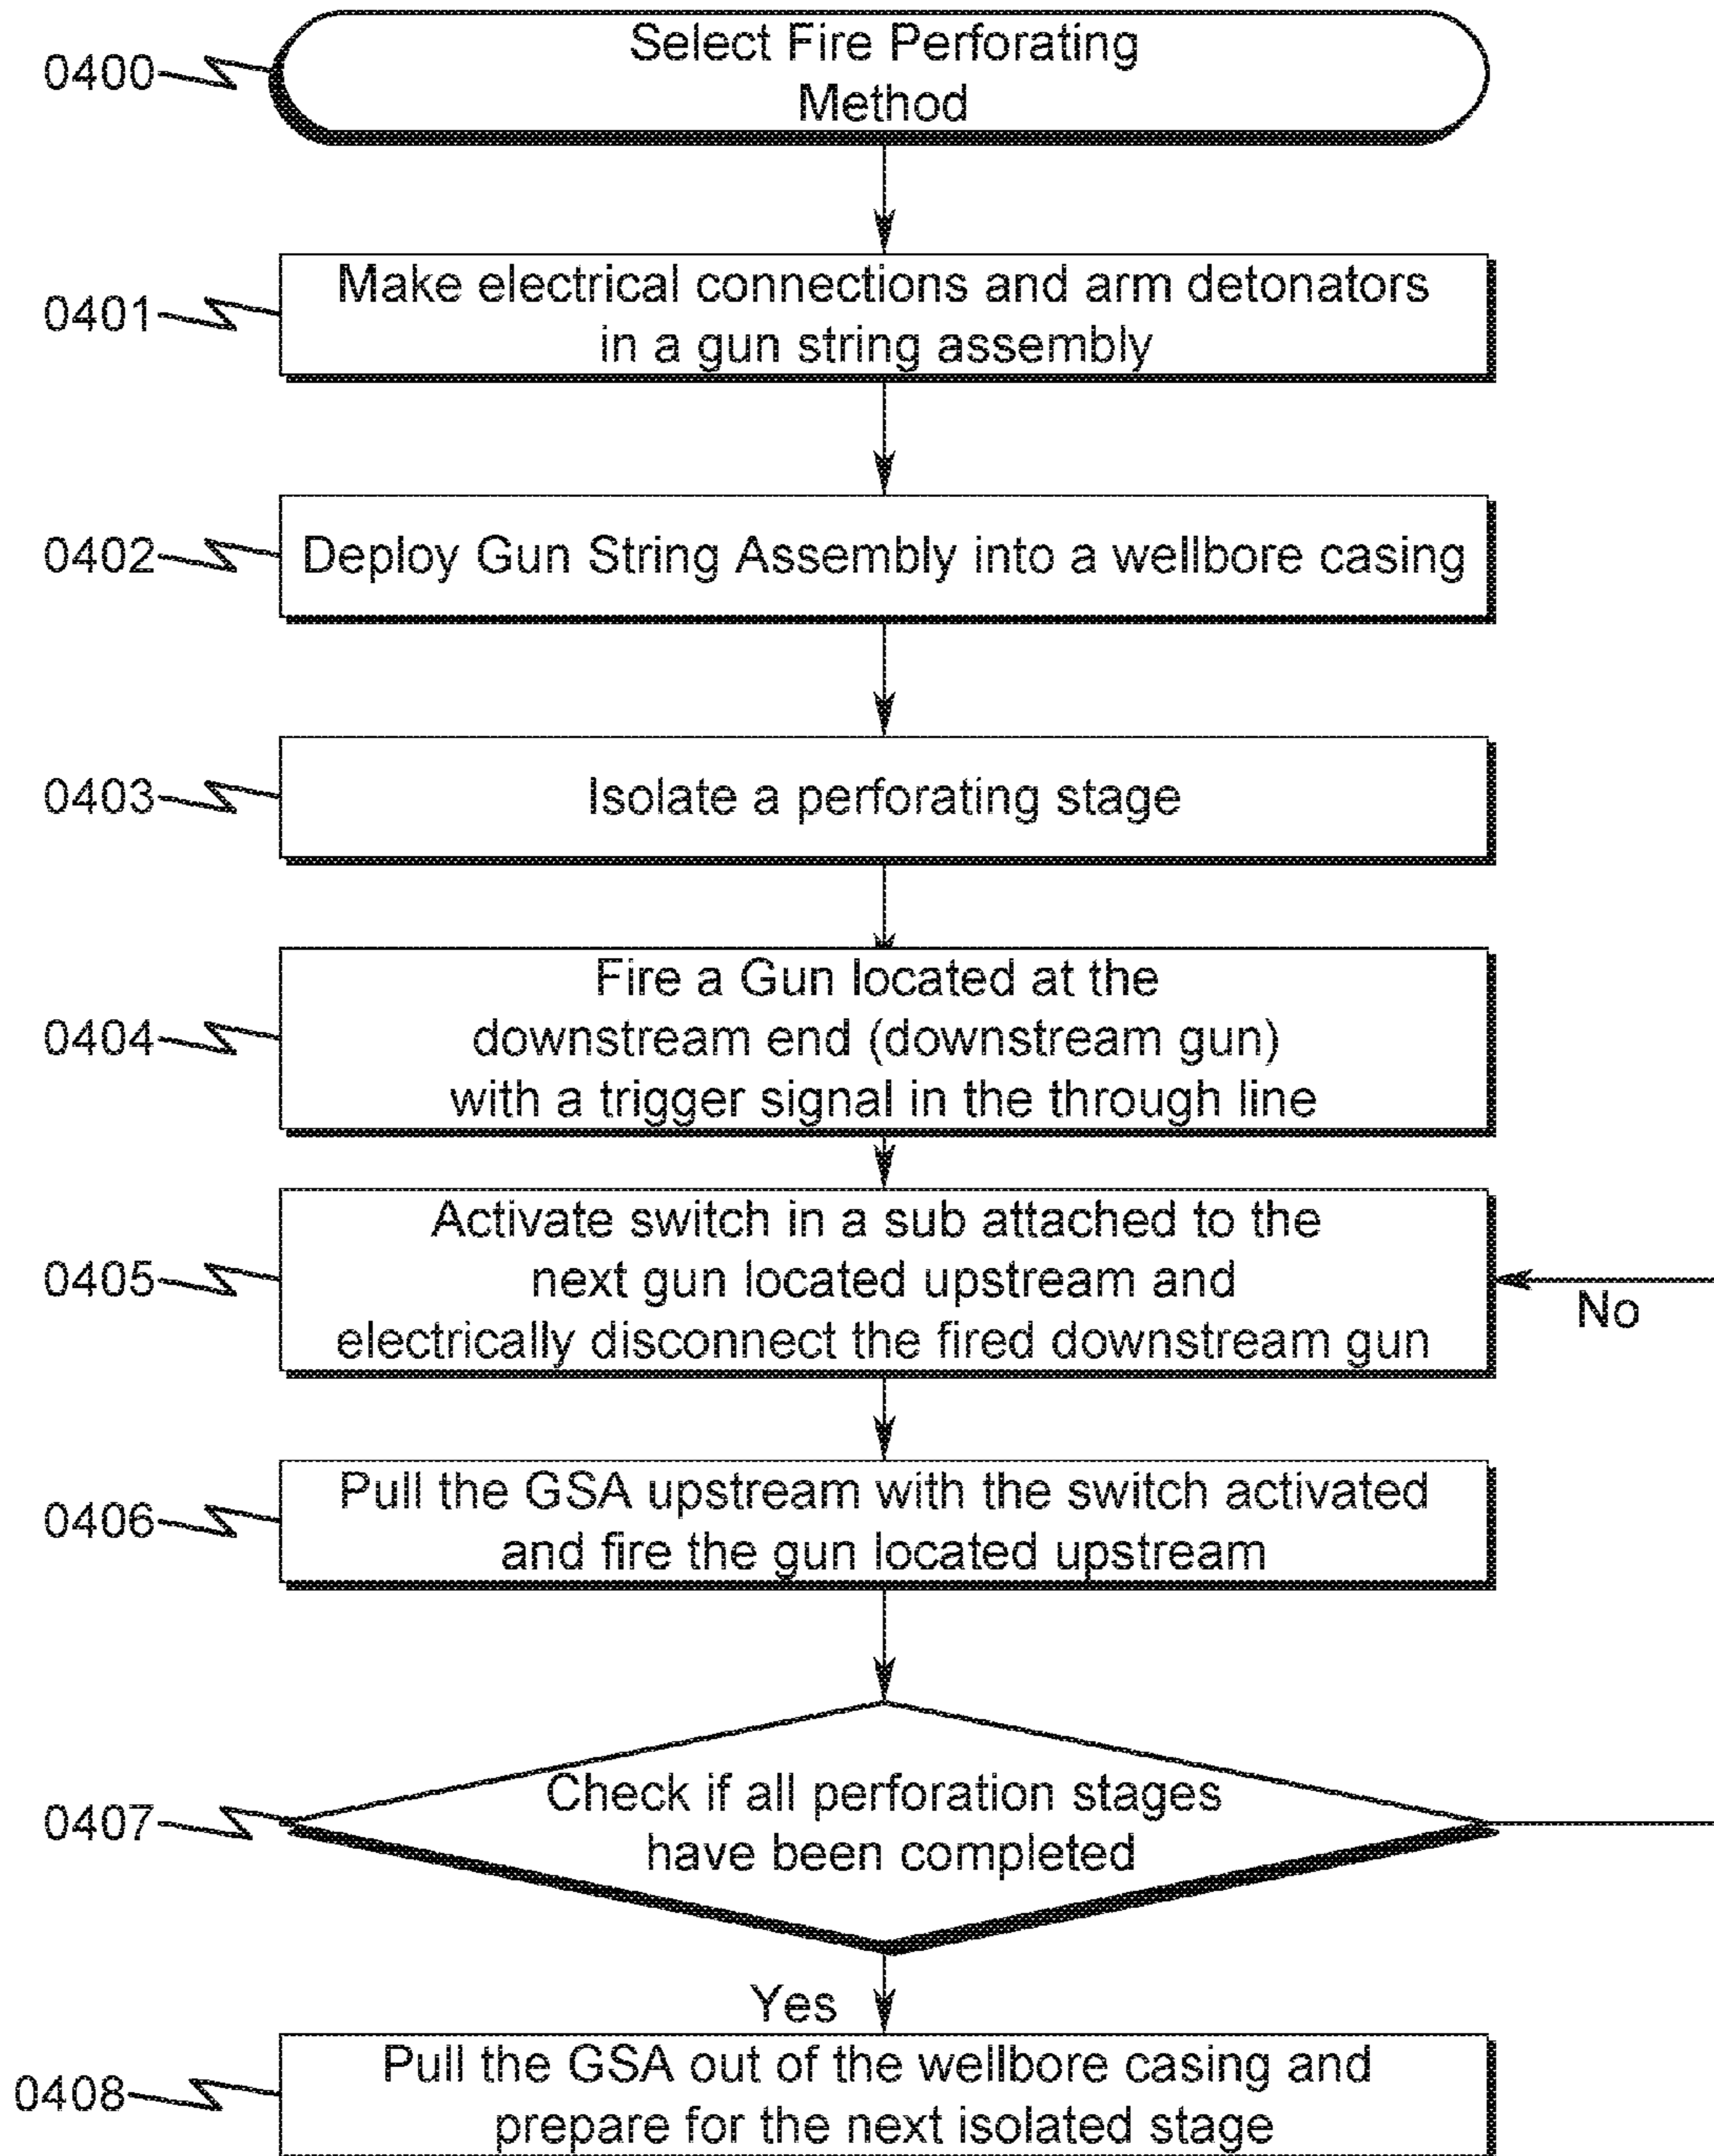 0400
Select Fire Perforating
Method
0401
Make electrical connections and arm detonators
in a gun string assembly
0402
Deploy Gun String Assembly into a wellbore casing
0403
Isolate a perforating stage
0404
Fire a Gun located at the
downstream end (downstream gun)
with a trigger signal in the through line
0405
Activate switch in a sub attached to the
next gun located upstream and
electrically disconnect the fired downstream gun
No
0406
Pull the GSA upstream with the switch activated
and fire the gun located upstream
0407
Check if all perforation stages
have been completed
Yes
0408
Pull the GSA out of the wellbore casing and
prepare for the next isolated stage